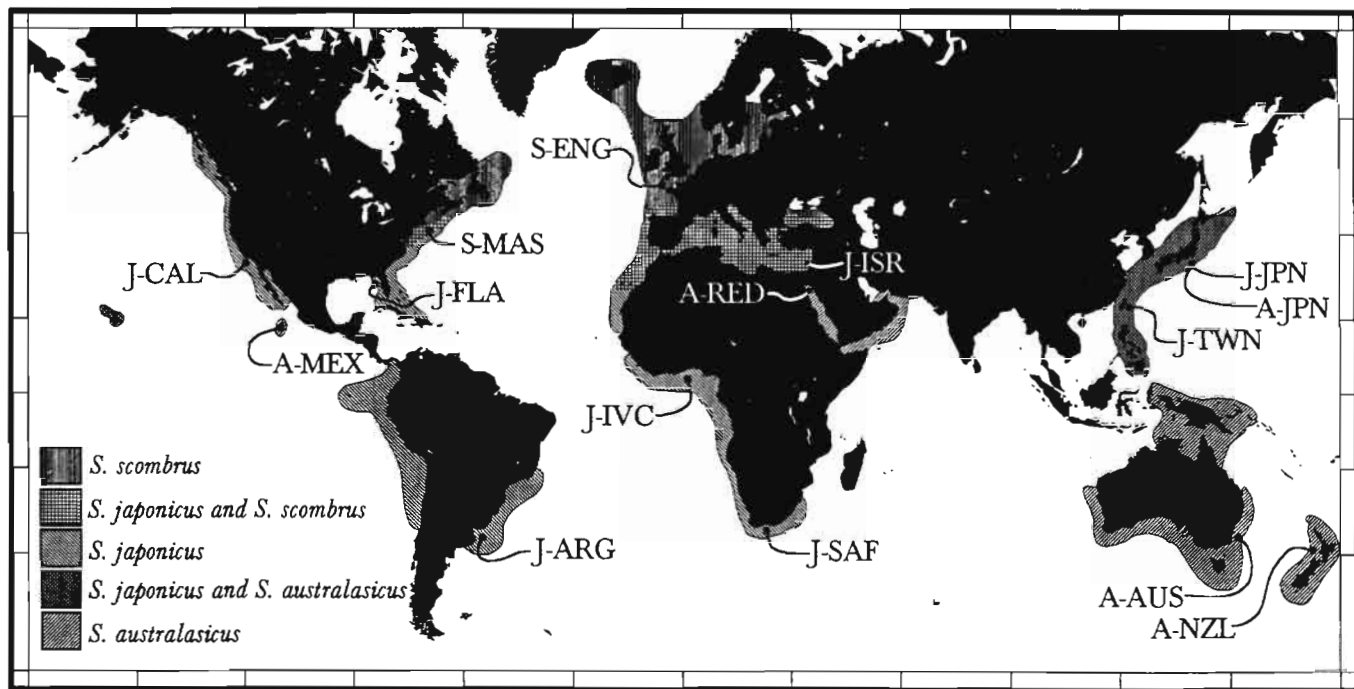 S-ENG
S-MAS
J-CAL
J-FLA
J-ISR
A-RED
J-JPN
A-JPN
J-TWN
A-MEX
J-IVC
J-ARG
J-SAF
A-AUS
A-NZL
S. scombrus
S. japonicus and S. scombrus
S. japonicus
S. japonicus and S. australasicus
S. australasicus